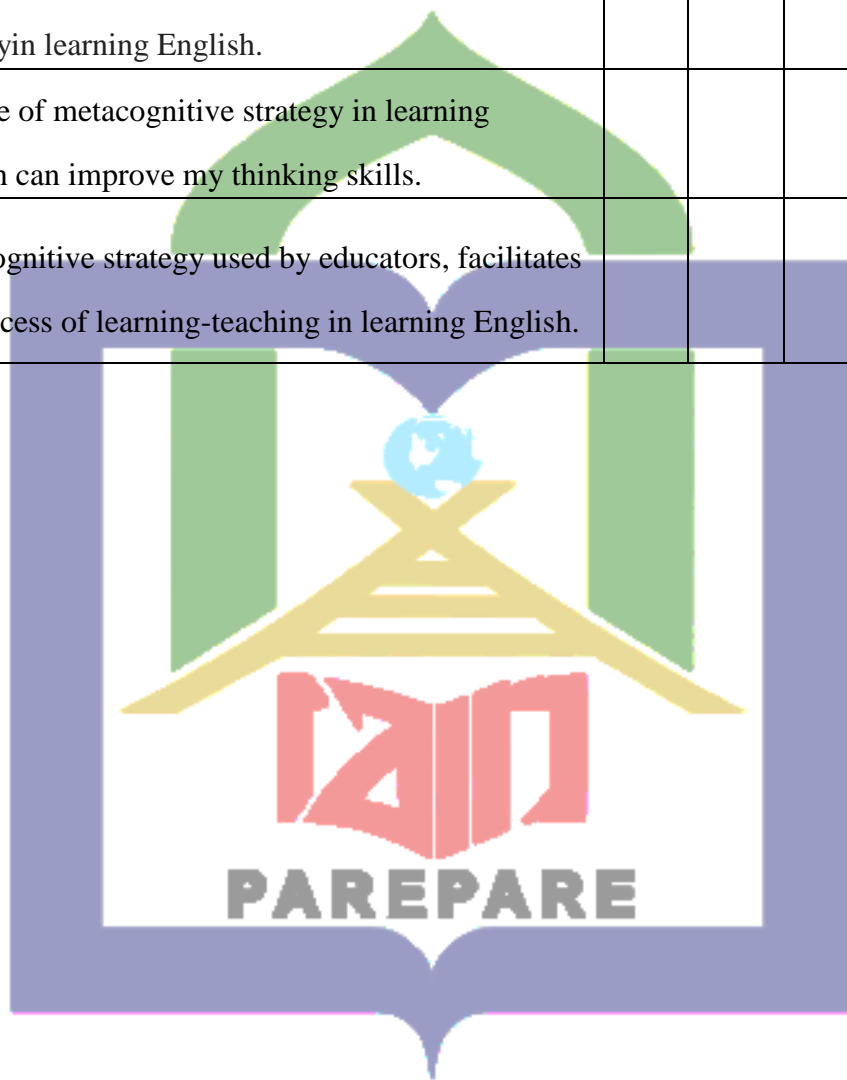 yin learning English.
e of metacognitive strategy in learning
n can improve my thinking skills.
ognitive strategy used by educators, facilitates
cess of learning-teaching in learning English.
iain
PAREPARE